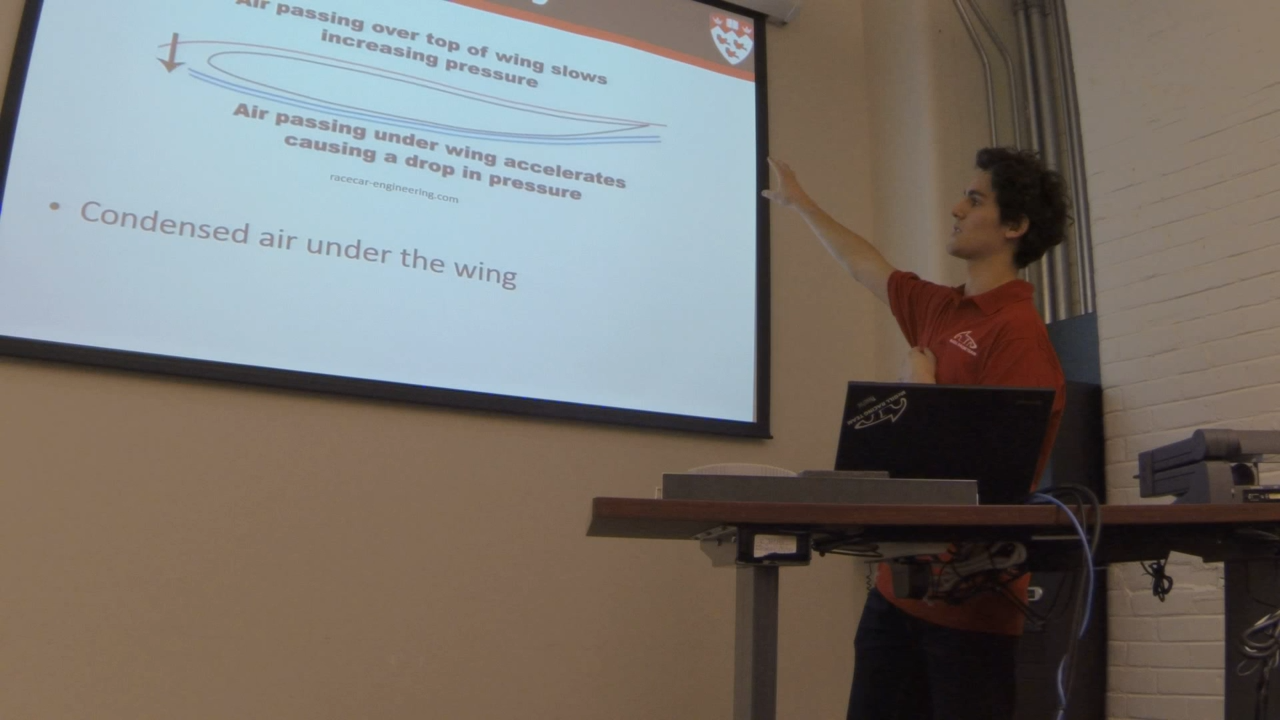 Air passing over top of wing slows
increasing pressure
Air passing under wing accelerates
causing a drop in pressure
racecar-engineering.com
• Condensed air under the wing